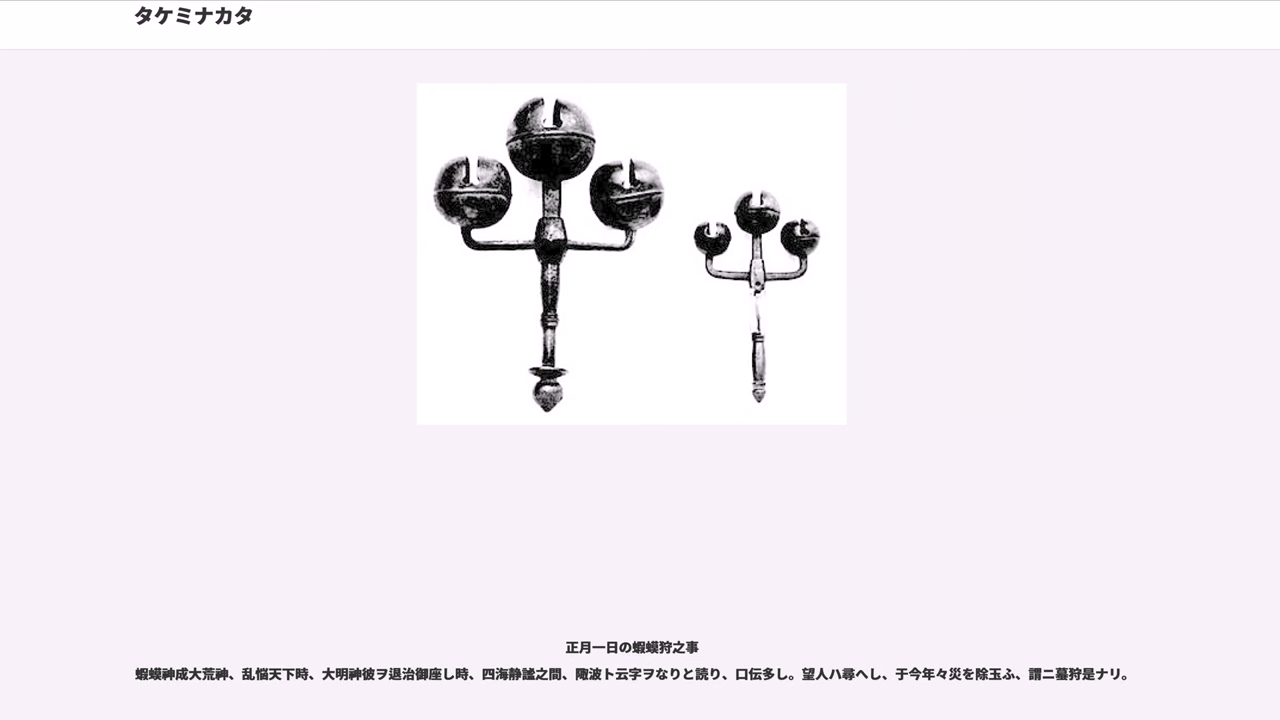 タケミナカタ
正月一日の蝦蟆狩之事
蝦蟆神成大荒神、乱悩天下時、大明神彼ヲ退治御座し時、四海静謐之間、陬波ト云字ヲなりと読り、口伝多し。望人ハ尋へし、于今年々災を除玉ふ、謂ニ蟇狩是ナリ。